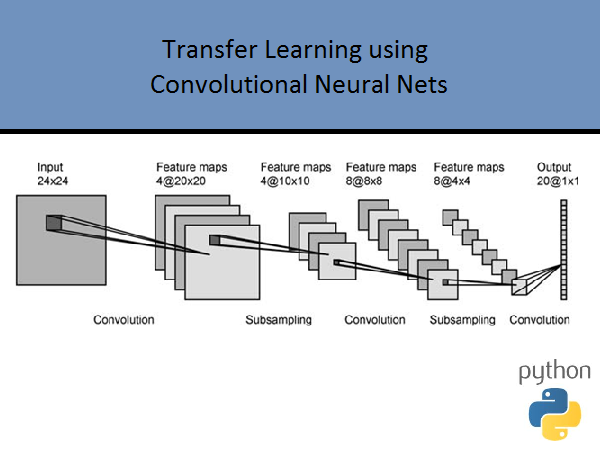 Transfer Learning using
Convolutional Neural Nets
Input
24x24
Feature maps
4@20x20
Feature maps
4@10x10
Feature maps
8@8x8
Feature maps
8@4x4
Output
20@1x1
Convolution
Subsampling
Convolution
Subsampling
Convolution
python